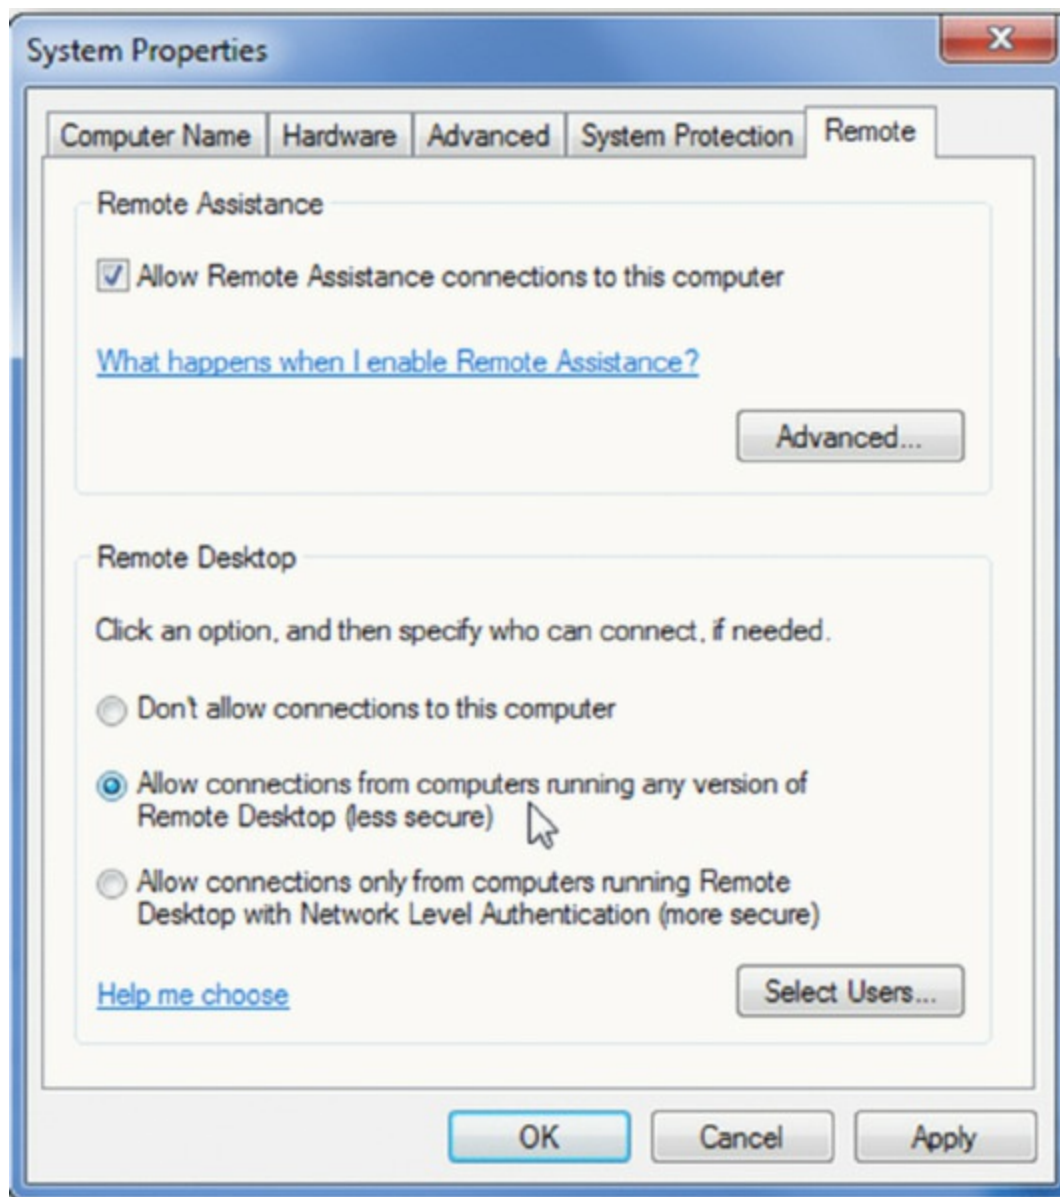 System Properties
Computer Name Hardware Advanced System Protection Remote
Remote Assistance
Allow Remote Assistance connections to this computer
What happens when I enable Remote Assistance?
Advanced...
Remote Desktop
Click an option, and then specify who can connect, if needed.
Don't allow connections to this computer
Allow connections from computers running any version of
Remote Desktop (less secure)
Allow connections only from computers running Remote
Desktop with Network Level Authentication (more secure)
Help me choose
Select Users...
OK Cancel Apply